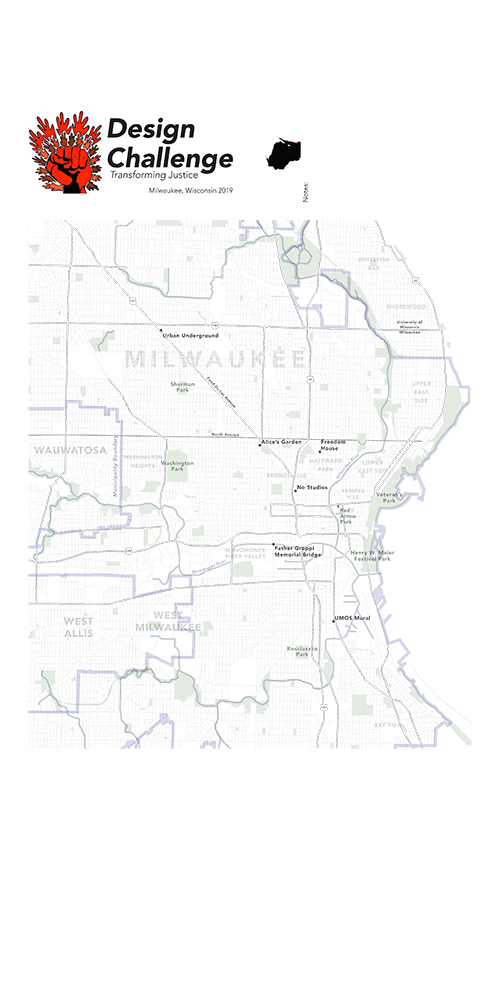 Design
Challenge
Transforming Justice
Milwaukee, Wisconsin 2019
Notes:
WHITEFISH
BAY
SHOREWOOD
University of
Wisconsin
Milwaukee
Urban Underground
MILWAUKEE
Sherman
Park
Fond Du Lac Avenue
UPPER
EAST
SIDE
North Avenue
Alice's Garden
Freedom
House
WAUWATOSA
Municipality Boundary
WASHINGTON
HEIGHTS
Washington
Park
HALYARD
PARK
LOWER
EAST SIDE
BRONZEVILLE
No Studios
YANKEE
HILL
Veteran's
Park
Red
Arrow
Park
MENOMONEE
RIVER VALLEY
Father Groppi
Memorial Bridge
Henry W. Maier
Festival Park
WEST
ALLIS
WEST
MILWAUKEE
UMOS Mural
Kosciuszko
Park
BAY VIEW